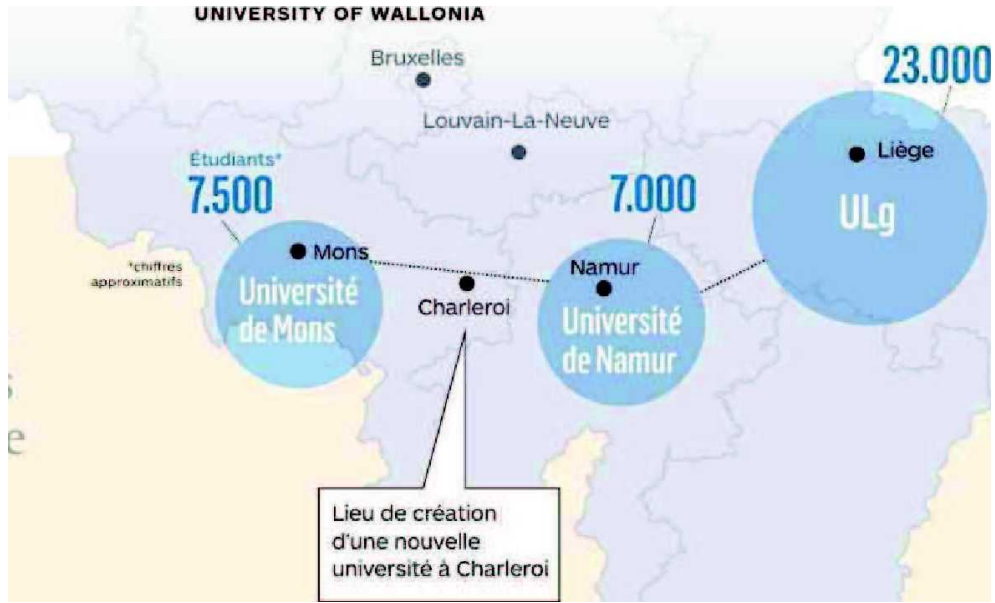 UNIVERSITY OF WALLONIA
Bruxelles
23.000
Louvain-La-Neuve
Étudiants*
7.500
7.000
Liège
ULg
Mons
*chiffres
approximatifs
Namur
Charleroi
Université
de Mons
Université
de Namur
e
Lieu de création
d'une nouvelle
université à Charleroi